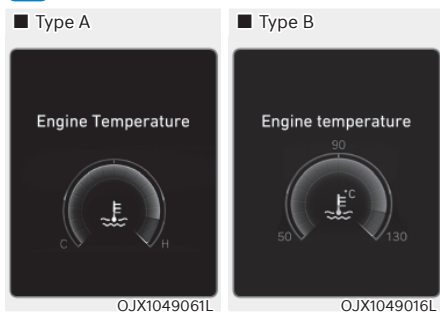 ■ Type A
Engine Temperature
C
H
OJX1049061L
■ Type B
Engine temperature
90
°C
50
130
OJX1049016L